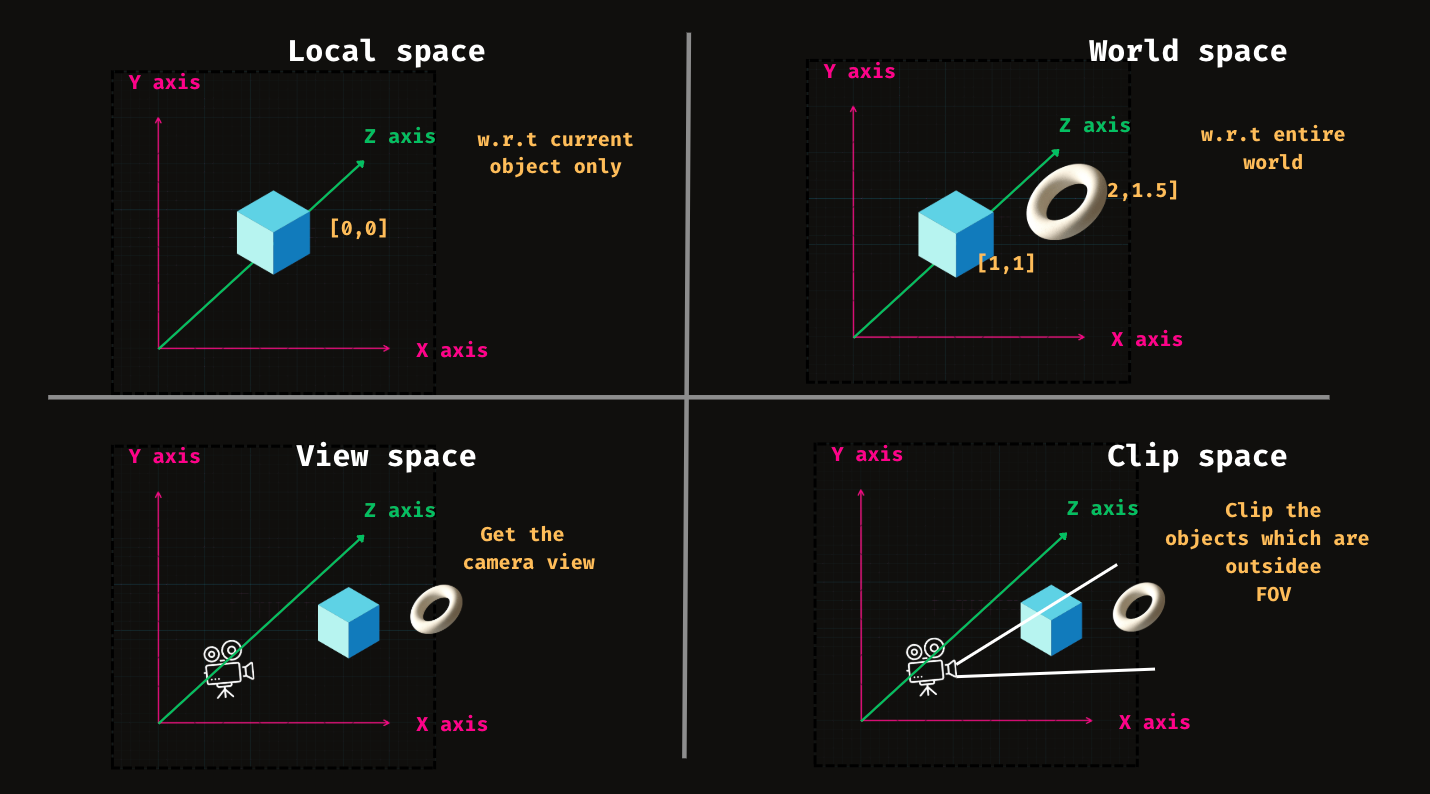 Local space
Y axis
Z axis
w.r.t current
object only
[0,0]
X axis
World space
Y axis
Z axis
w.r.t entire
world
2,1.5]
[1,1]
X axis
View space
Y axis
Z axis
Get the
camera view
X axis
Clip space
Y axis
Z axis
Clip the
objects which are
outsidee
FOV
X axis